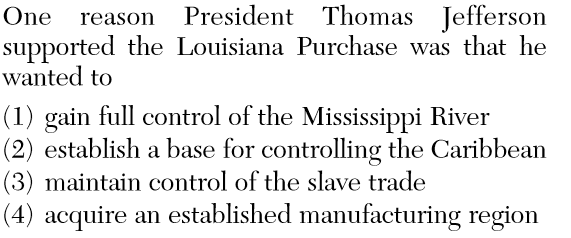 One reason President Thomas Jefferson
supported the Louisiana Purchase was that he
wanted to
(1) gain full control of the Mississippi River
(2) establish a base for controlling the Caribbean
(3) maintain control of the slave trade
(4) acquire an established manufacturing region